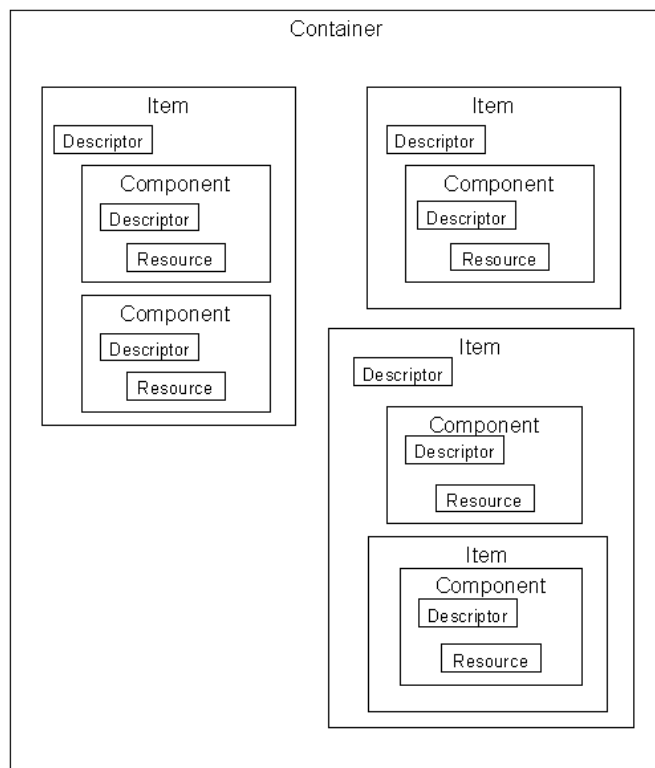 Container
Item
Descriptor
Component
Descriptor
Resource
Component
Descriptor
Resource
Item
Descriptor
Component
Descriptor
Resource
Item
Descriptor
Component
Descriptor
Resource
Item
Component
Descriptor
Resource